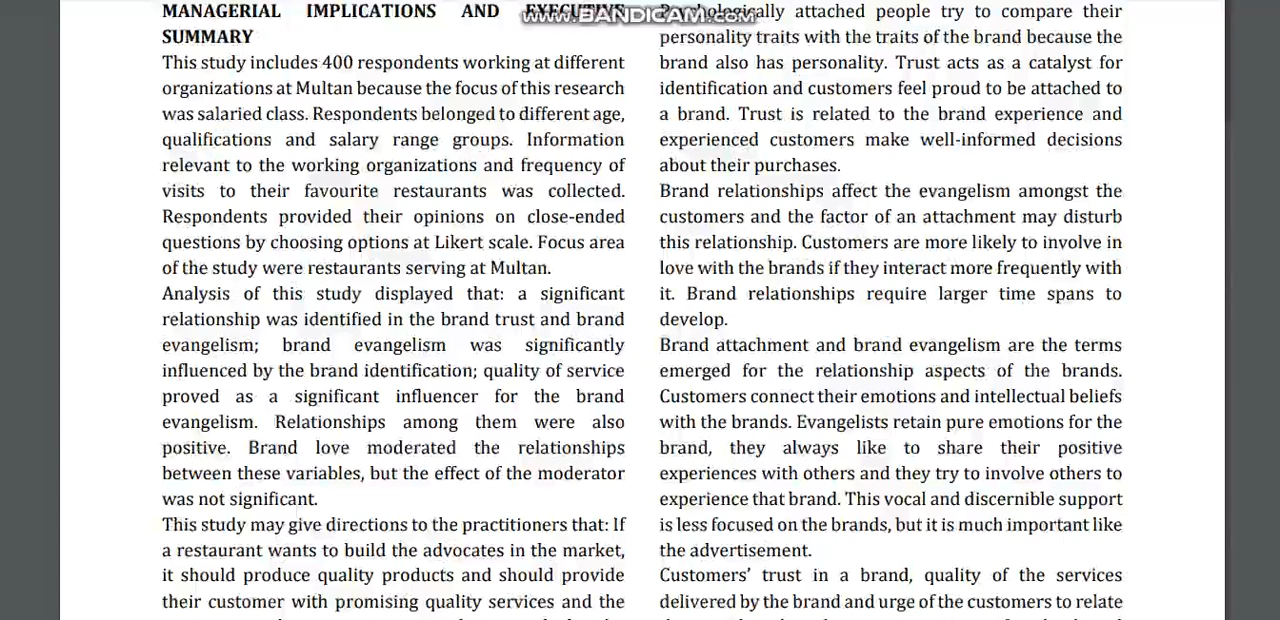 www.BANDICAM.com
MANAGERIAL IMPLICATIONS AND EXECUTIVE
SUMMARY
This study includes 400 respondents working at different
organizations at Multan because the focus of this research
was salaried class. Respondents belonged to different age,
qualifications and salary range groups. Information
relevant to the working organizations and frequency of
visits to their favourite restaurants was collected.
Respondents provided their opinions on close-ended
questions by choosing options at Likert scale. Focus area
of the study were restaurants serving at Multan.
Analysis of this study displayed that: a significant
relationship was identified in the brand trust and brand
evangelism; brand evangelism was significantly
influenced by the brand identification; quality of service
proved as a significant influencer for the brand
evangelism. Relationships among them were also
positive. Brand love moderated the relationships
between these variables, but the effect of the moderator
was not significant.
This study may give directions to the practitioners that: If
a restaurant wants to build the advocates in the market,
it should produce quality products and should provide
their customer with promising quality services and the
Psychologically attached people try to compare their
personality traits with the traits of the brand because the
brand also has personality. Trust acts as a catalyst for
identification and customers feel proud to be attached to
a brand. Trust is related to the brand experience and
experienced customers make well-informed decisions
about their purchases.
Brand relationships affect the evangelism amongst the
customers and the factor of an attachment may disturb
this relationship. Customers are more likely to involve in
love with the brands if they interact more frequently with
it. Brand relationships require larger time spans to
develop.
Brand attachment and brand evangelism are the terms
emerged for the relationship aspects of the brands.
Customers connect their emotions and intellectual beliefs
with the brands. Evangelists retain pure emotions for the
brand, they always like to share their positive
experiences with others and they try to involve others to
experience that brand. This vocal and discernible support
is less focused on the brands, but it is much important like
the advertisement.
Customers' trust in a brand, quality of the services
delivered by the brand and urge of the customers to relate